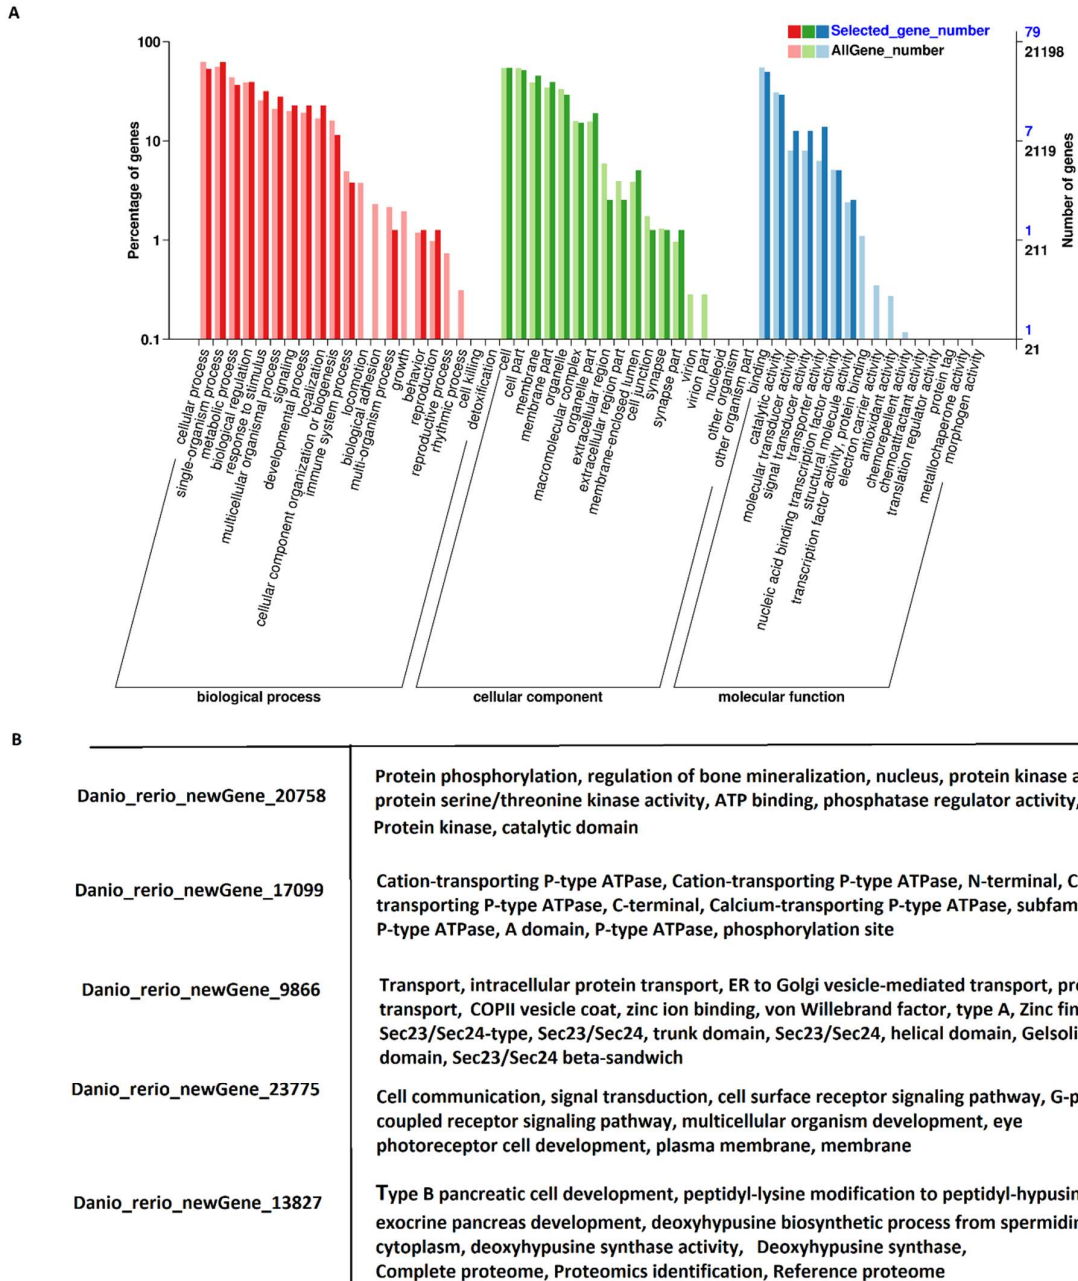 A
Selected_gene_number
AllGene_number
100
10
1
0.1
Percentage of genes
79
21198
7
2119
1
211
1
21
Number of genes
cellular process
single-organism process
metabolic process
biological regulation
response to stimulus
signaling
multicellular organismal process
developmental process
localization
cellular component organization or biogenesis
immune system process
locomotion
biological adhesion
multi-organism process
growth
behavior
reproduction
reproductive process
rhythmic process
cell killing
detoxification
cell
cell part
membrane
membrane part
organelle
macromolecular complex
organelle part
extracellular region
extracellular region part
membrane-enclosed lumen
cell junction
synapse
synapse part
virion
virion part
nucleoid
other organism
other organism part
binding
catalytic activity
molecular transducer activity
signal transducer activity
transporter activity
nucleic acid binding transcription factor activity
structural molecule activity
transcription factor activity, protein binding
electron carrier activity
antioxidant activity
chemorepellent activity
chemoattractant activity
translation regulator activity
protein tag
metallochaperone activity
morphogen activity
biological process
cellular component
molecular function
B
Danio_rerio_newGene_20758
Protein phosphorylation, regulation of bone mineralization, nucleus, protein kinase a
protein serine/threonine kinase activity, ATP binding, phosphatase regulator activity,
Protein kinase, catalytic domain
Danio_rerio_newGene_17099
Cation-transporting P-type ATPase, Cation-transporting P-type ATPase, N-terminal, C
transporting P-type ATPase, C-terminal, Calcium-transporting P-type ATPase, subfam
P-type ATPase, A domain, P-type ATPase, phosphorylation site
Danio_rerio_newGene_9866
Transport, intracellular protein transport, ER to Golgi vesicle-mediated transport, pro
transport, COPII vesicle coat, zinc ion binding, von Willebrand factor, type A, Zinc fin
Sec23/Sec24-type, Sec23/Sec24, trunk domain, Sec23/Sec24, helical domain, Gelsoli
domain, Sec23/Sec24 beta-sandwich
Danio_rerio_newGene_23775
Cell communication, signal transduction, cell surface receptor signaling pathway, G-p
coupled receptor signaling pathway, multicellular organism development, eye
photoreceptor cell development, plasma membrane, membrane
Danio_rerio_newGene_13827
Type B pancreatic cell development, peptidyl-lysine modification to peptidyl-hypusin
exocrine pancreas development, deoxyhypusine biosynthetic process from spermidin
cytoplasm, deoxyhypusine synthase activity, Deoxyhypusine synthase,
Complete proteome, Proteomics identification, Reference proteome